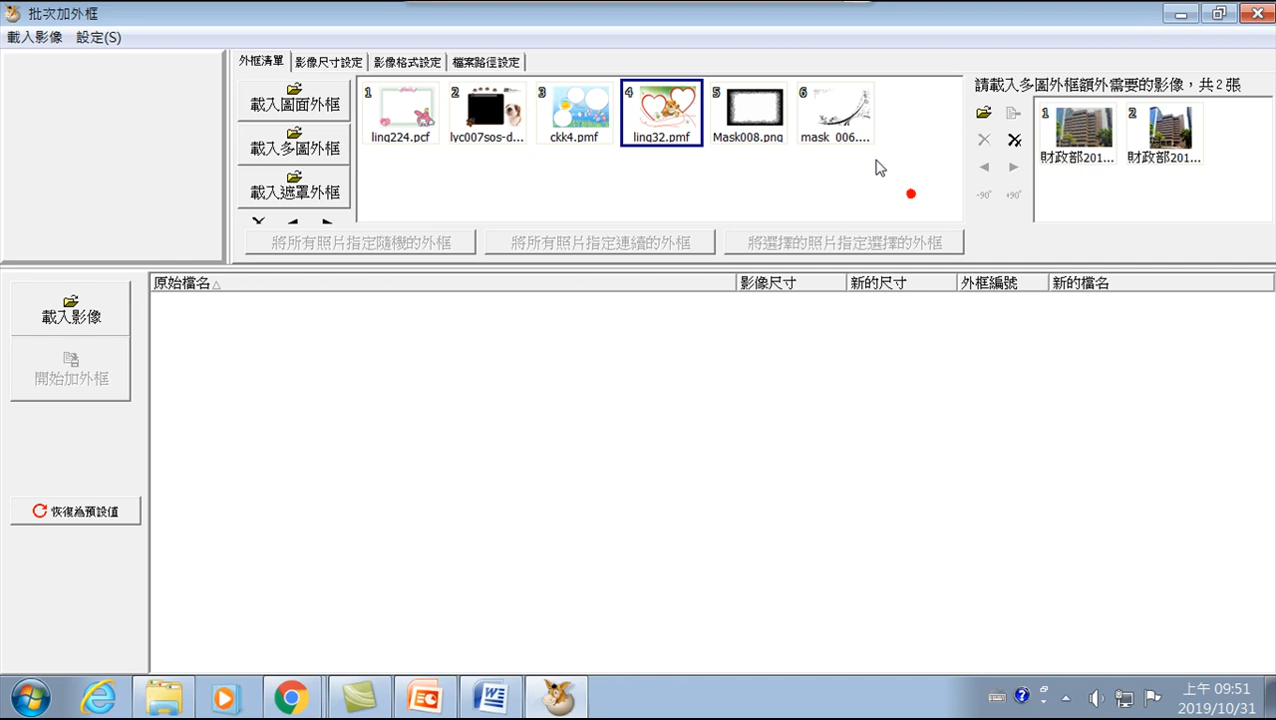 批次加外框
載入影像 設定(S)
外框清單 影像尺寸設定 影像格式設定 檔案路徑設定
載入圖面外框
載入多圖外框
載入遮罩外框
1 2 3 4 5 6
ling224.pcf lyc007sos-d... ckk4.pmf ling32.pmf Mask008.png mask_006....
請載入多圖外框額外需要的影像，共2張
1 2
財政部201... 財政部201...
-90° +90°
將所有照片指定隨機的外框 將所有照片指定連續的外框 將選擇的照片指定選擇的外框
原始檔名 影像尺寸 新的尺寸 外框編號 新的檔名
載入影像
開始加外框
恢復為預設值
上午 09:51
2019/10/31